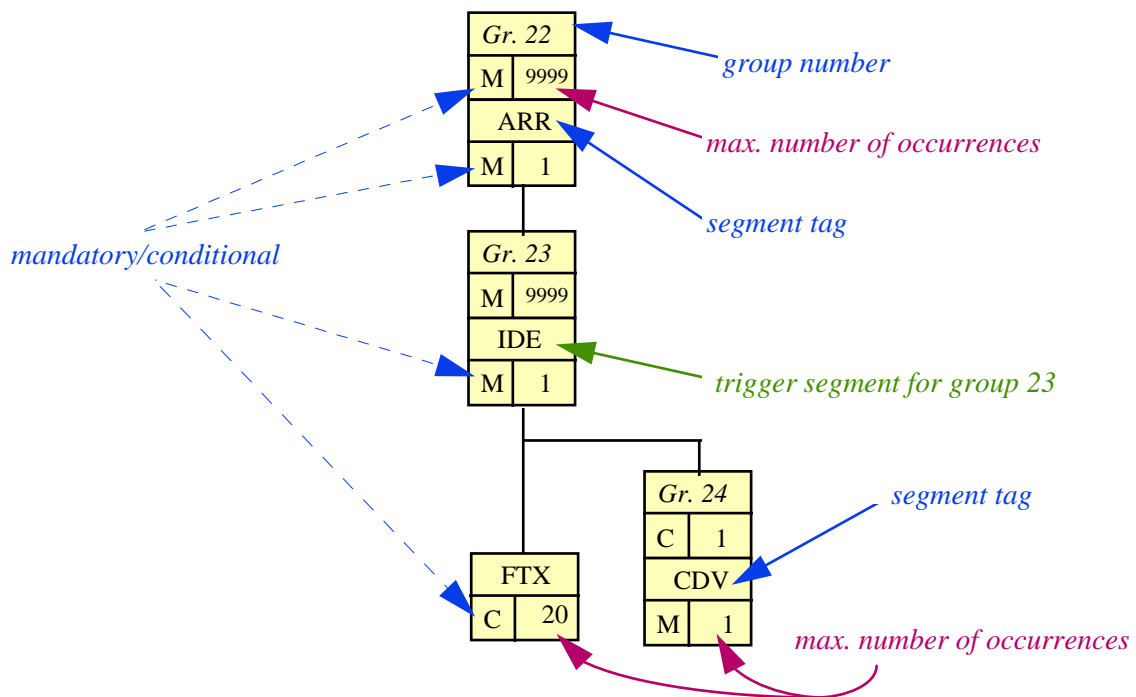 Gr. 22
group number
M 9999
max. number of occurrences
ARR
M 1
segment tag
mandatory/conditional
Gr. 23
M 9999
IDE
M 1
trigger segment for group 23
Gr. 24
segment tag
C 1
FTX
CDV
C 20
M 1
max. number of occurrences